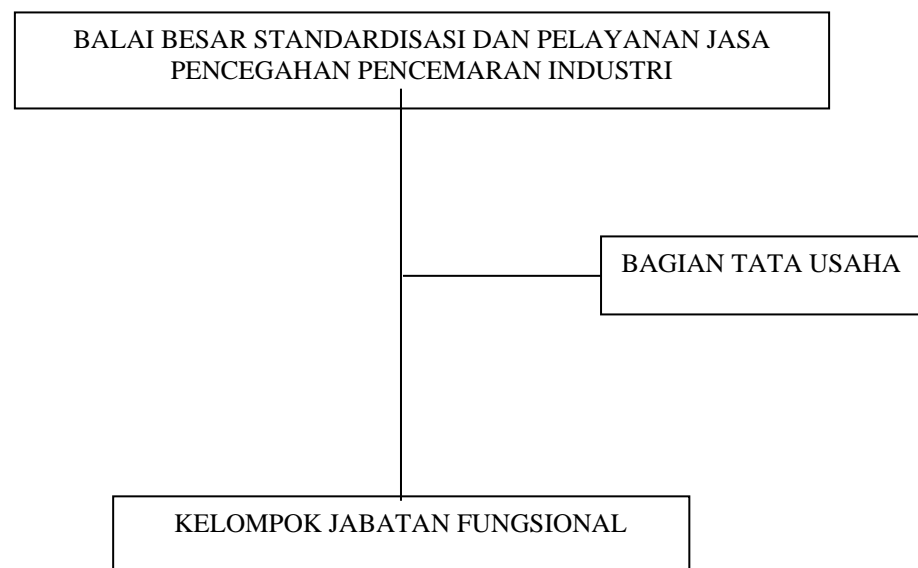 BALAI BESAR STANDARDISASI DAN PELAYANAN JASA
PENCEGAHAN PENCEMARAN INDUSTRI
BAGIAN TATA USAHA
KELOMPOK JABATAN FUNGSIONAL